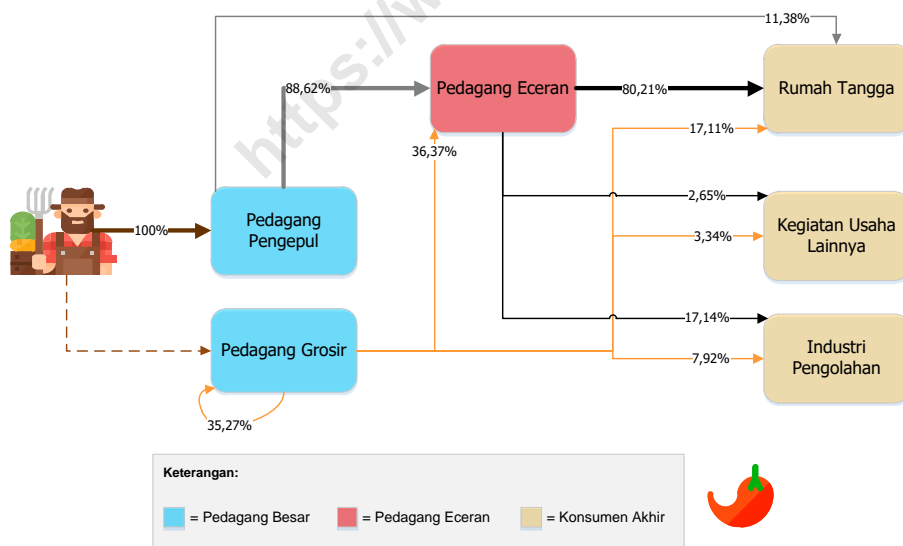 11,38%
88,62%
Pedagang Eceran
80,21%
Rumah Tangga
17,11%
36,37%
100%
Pedagang
Pengepul
2,65%
Kegiatan Usaha
Lainnya
3,34%
17,14%
Pedagang Grosir
Industri
Pengolahan
7,92%
35,27%
Keterangan:
= Pedagang Besar
= Pedagang Eceran
= Konsumen Akhir
https://w